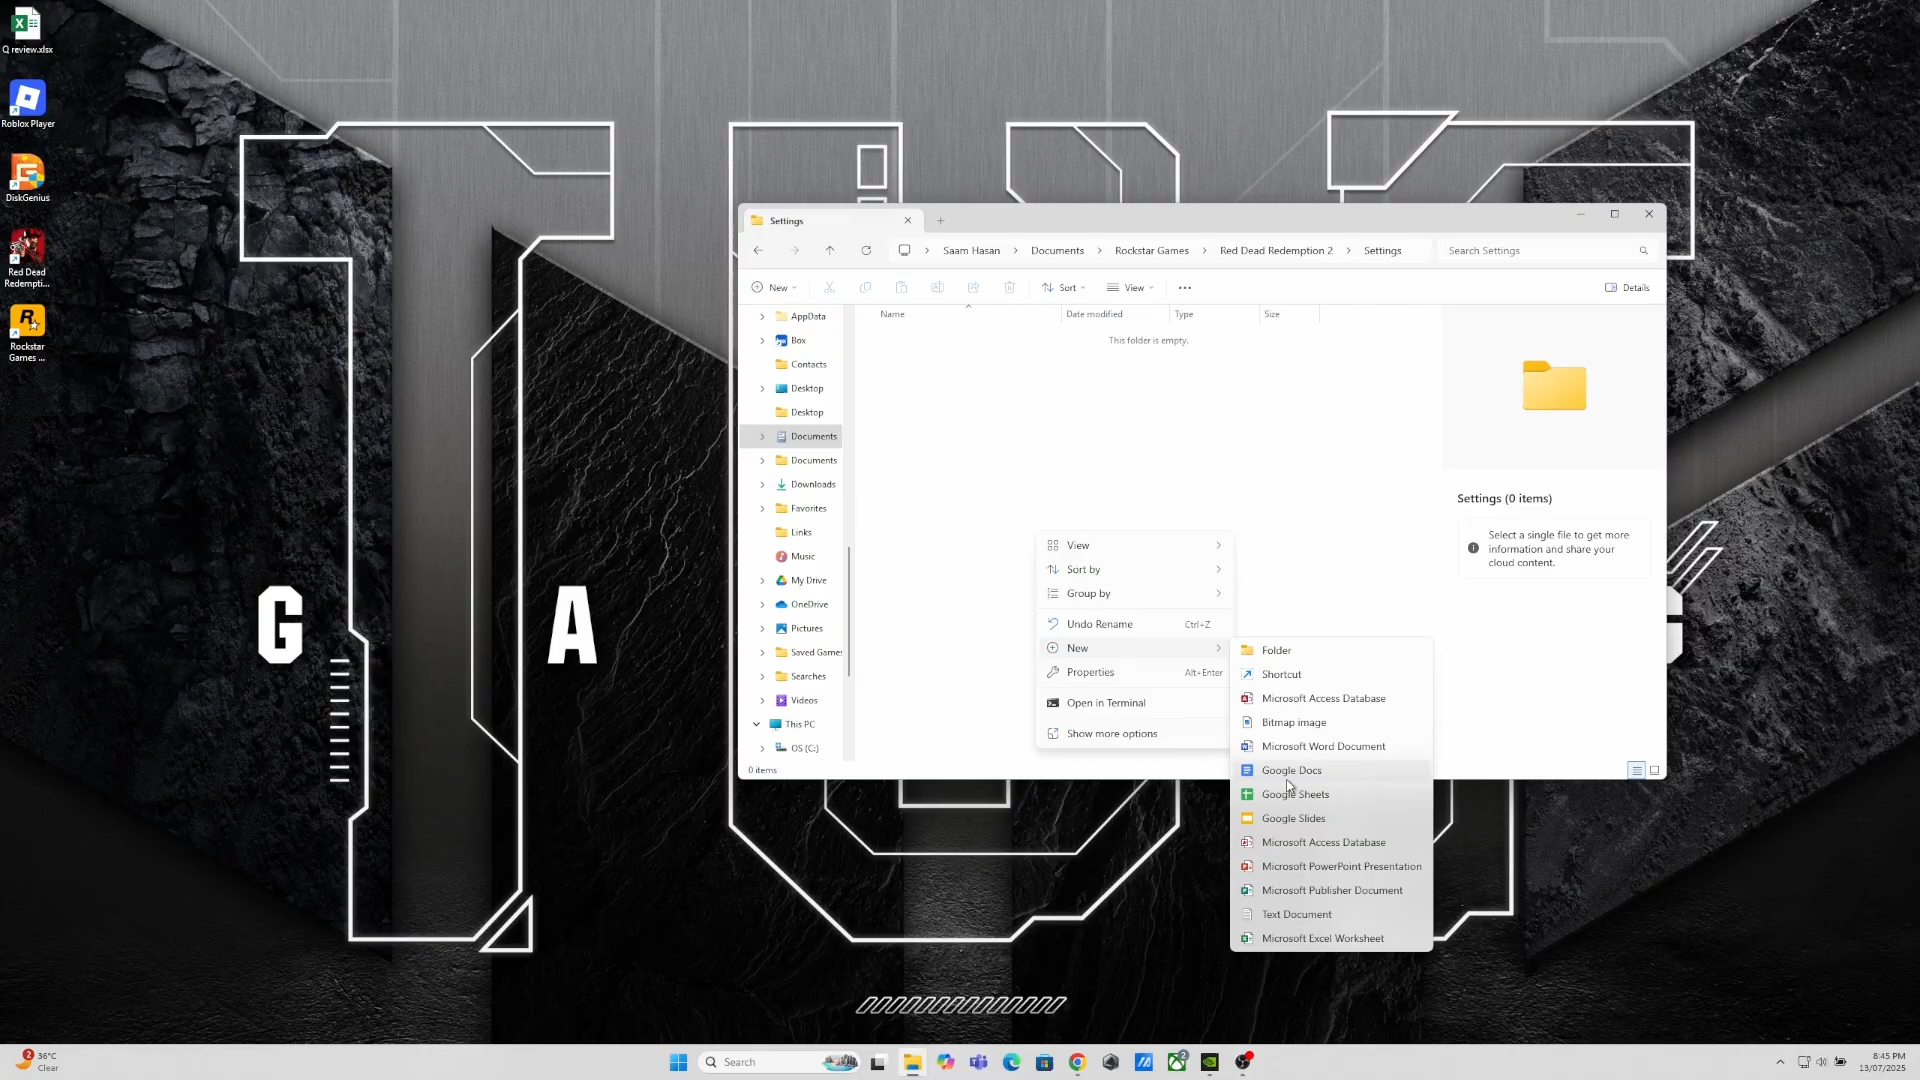 Q review.xlsx
Roblox Player
DiskGenius
Red Dead
Redempti...
Rockstar
Games ...
G
A
Settings
Saam Hasan
Documents
Rockstar Games
Red Dead Redemption 2
Settings
Search Settings
New
Sort
View
Details
AppData
Box
Contacts
Desktop
Desktop
Documents
Documents
Downloads
Favorites
Links
Music
My Drive
OneDrive
Pictures
Saved Games
Searches
Videos
This PC
OS (C:)
0 items
Name
Date modified
Type
Size
This folder is empty.
Settings (0 items)
Select a single file to get more
information and share your
cloud content.
View
Sort by
Group by
Undo Rename Ctrl+Z
New
Properties Alt+Enter
Open in Terminal
Show more options
Folder
Shortcut
Microsoft Access Database
Bitmap image
Microsoft Word Document
Google Docs
Google Sheets
Google Slides
Microsoft Access Database
Microsoft PowerPoint Presentation
Microsoft Publisher Document
Text Document
Microsoft Excel Worksheet
2
36°C
Clear
Search
2
8:45 PM
13/07/2025